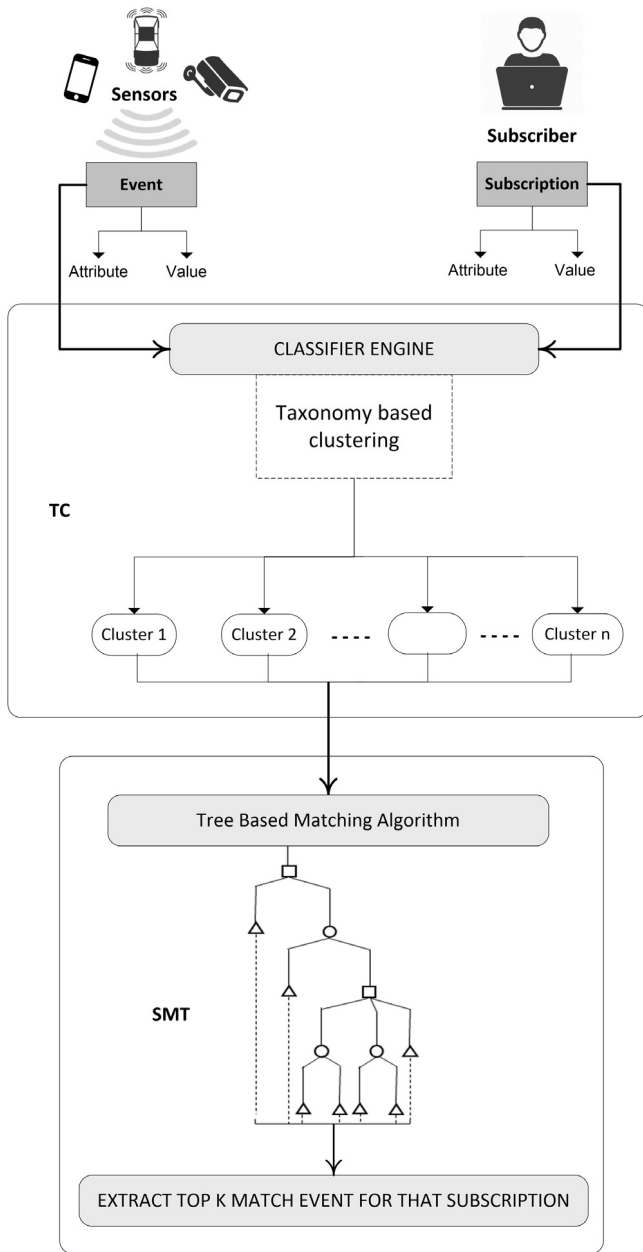 Sensors
Subscriber
Event
Subscription
Attribute
Value
Attribute
Value
CLASSIFIER ENGINE
Taxonomy based
clustering
TC
Cluster 1
Cluster 2
Cluster n
Tree Based Matching Algorithm
SMT
EXTRACT TOP K MATCH EVENT FOR THAT SUBSCRIPTION